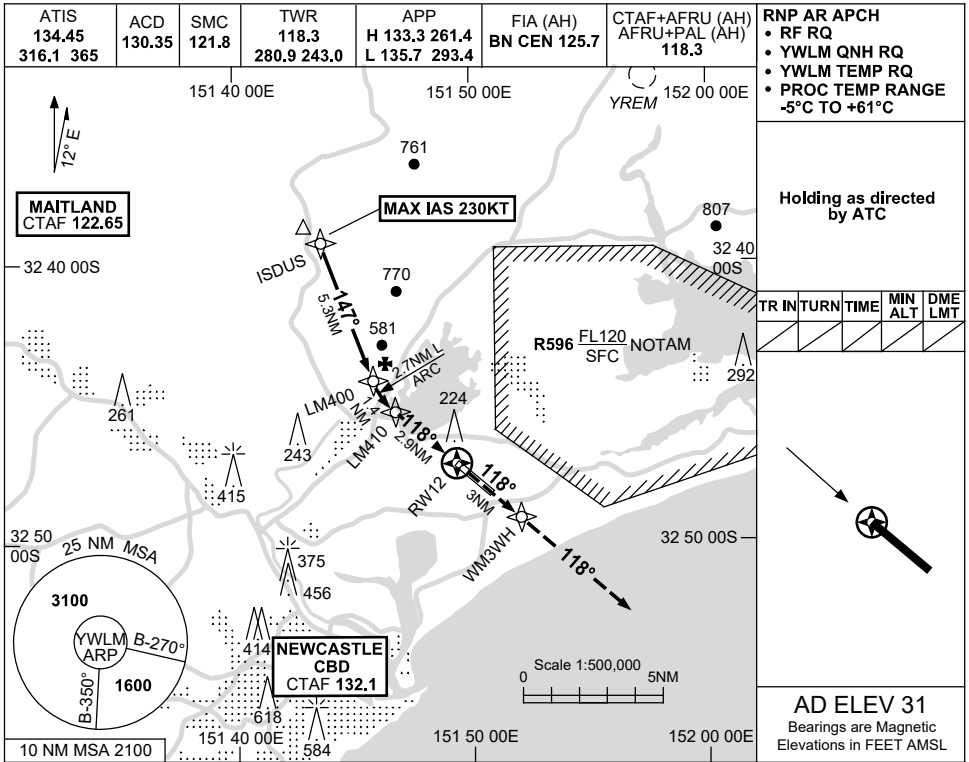 ATIS
134.45
316.1 365
ACD
130.35
SMC
121.8
TWR
118.3
280.9 243.0
APP
H 133.3 261.4
L 135.7 293.4
FIA (AH)
BN CEN 125.7
CTAF+AFRU (AH)
AFRU+PAL (AH)
118.3
RNP AR APCH
• RF RQ
• YWLM QNH RQ
• YWLM TEMP RQ
• PROC TEMP RANGE
-5°C TO +61°C
151 40 00E
151 50 00E
152 00 00E
YREM
12° E
761
MAITLAND
CTAF 122.65
MAX IAS 230KT
807
Holding as directed
by ATC
ISDUS
32 40 00S
32 40
00S
770
147°
5.3NM
581
R596 FL120
SFC
NOTAM
TR IN
TURN
TIME
MIN
ALT
DME
LMT
292
2.7NM L
ARC
LM400
1.4
NM
261
243
224
LM410
118°
2.9NM
415
RW12
118°
3NM
32 50
00S
32 50 00S
WM3WH
118°
25 NM MSA
375
456
3100
YWLM
ARP
B-270°
B-350°
1600
414
NEWCASTLE
CBD
CTAF 132.1
Scale 1:500,000
0
5NM
618
584
AD ELEV 31
Bearings are Magnetic
Elevations in FEET AMSL
10 NM MSA 2100
151 40 00E
151 50 00E
152 00 00E